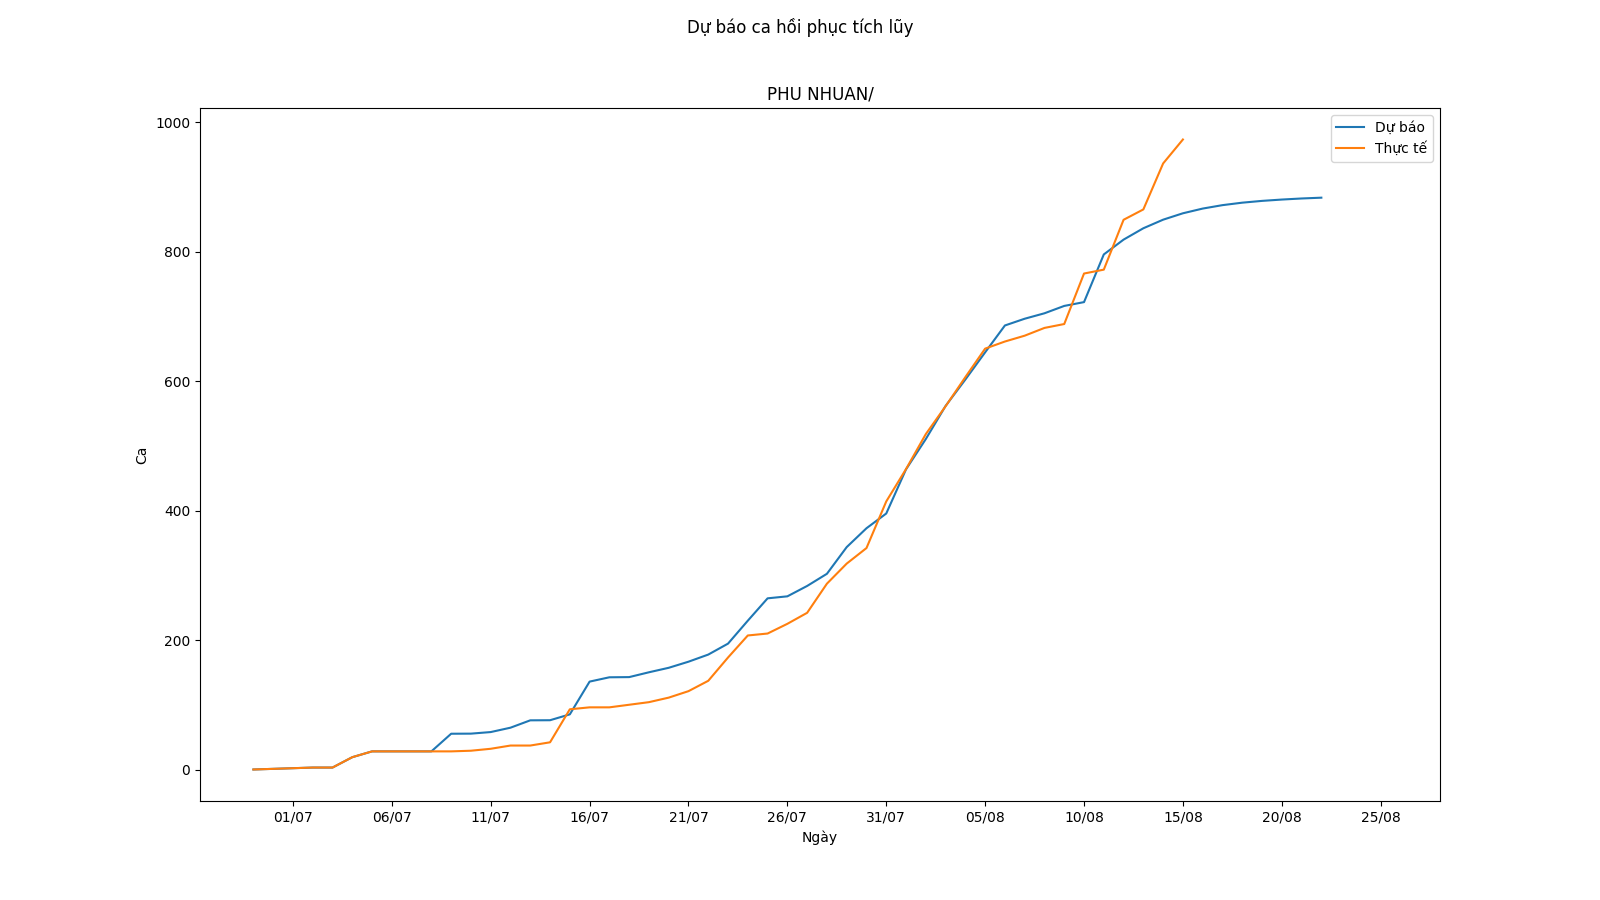 Dự báo ca hồi phục tích lũy
PHU NHUAN/
Dự báo
Thực tế
1000
800
600
400
200
0
Ca
01/07 06/07 11/07 16/07 21/07 26/07 31/07 05/08 10/08 15/08 20/08 25/08
Ngày